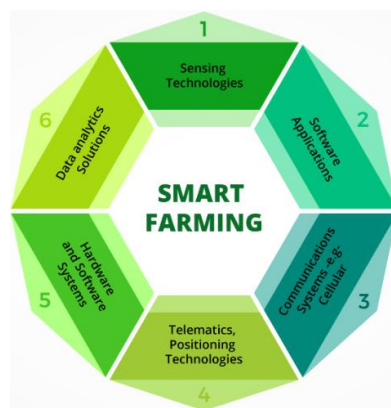 1
Sensing
Technologies
2
Software
Applications
3
Communications
Systems -e.g-
Cellular
4
Telematics,
Positioning
Technologies
5
Hardware
and Software
Systems
6
Data analytics
Solutions
SMART
FARMING